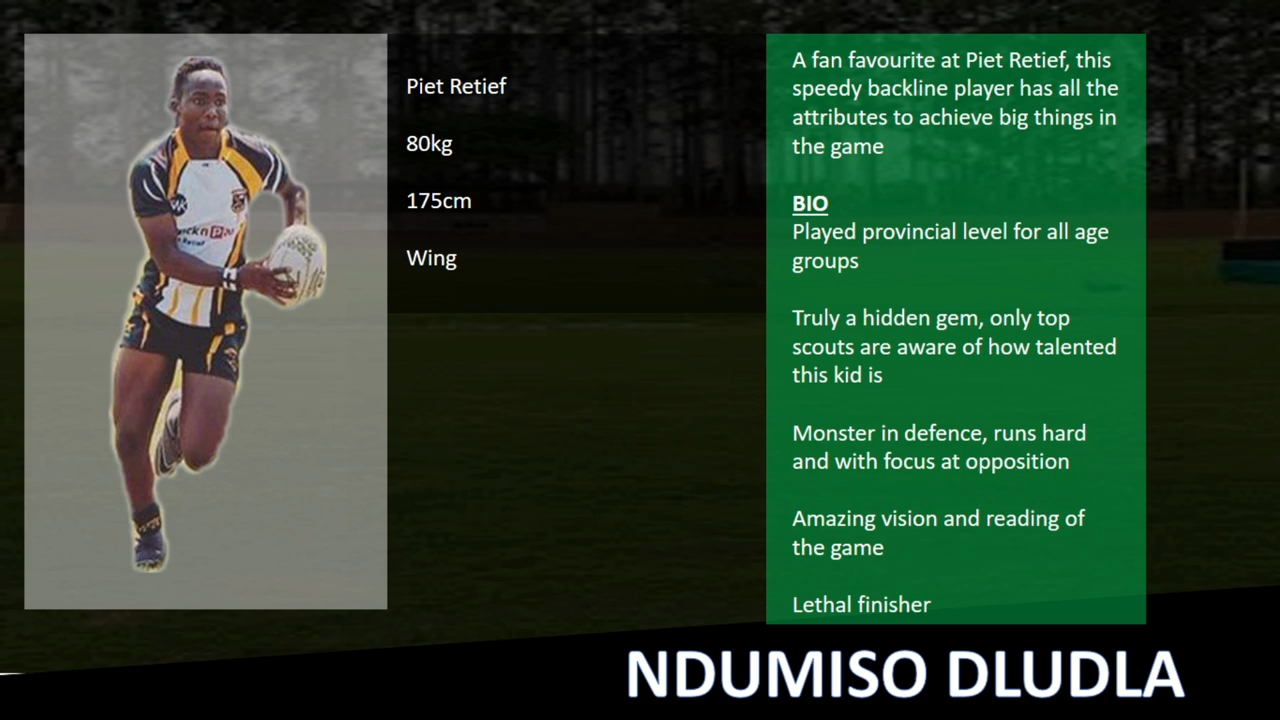 Piet Retief
80kg
175cm
Wing
A fan favourite at Piet Retief, this
speedy backline player has all the
attributes to achieve big things in
the game
BIO
Played provincial level for all age
groups
Truly a hidden gem, only top
scouts are aware of how talented
this kid is
Monster in defence, runs hard
and with focus at opposition
Amazing vision and reading of
the game
Lethal finisher
NDUMISO DLUDLA